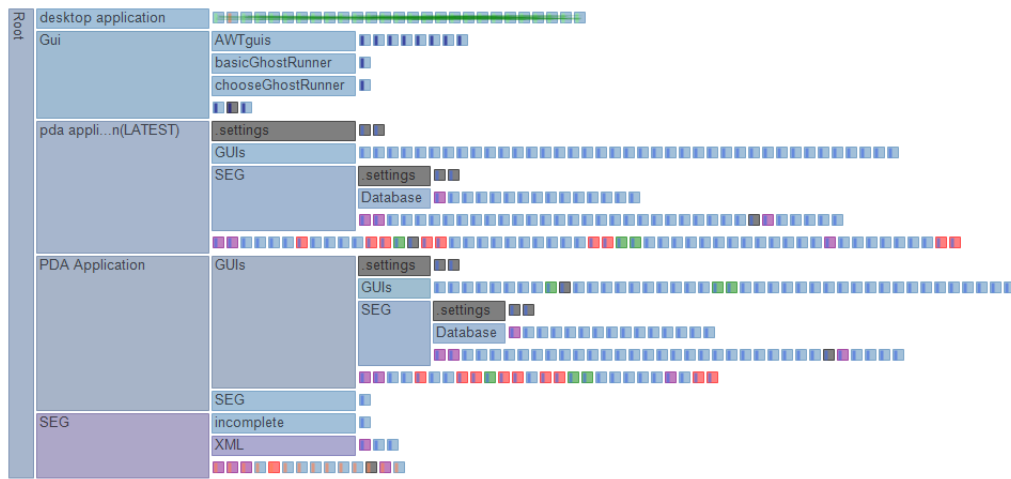 Root
desktop application
Gui
AWTguis
basicGhostRunner
chooseGhostRunner
pda appli...n(LATEST)
.settings
GUIs
SEG
.settings
Database
PDA Application
GUIs
.settings
GUIs
SEG
.settings
Database
SEG
SEG
incomplete
XML